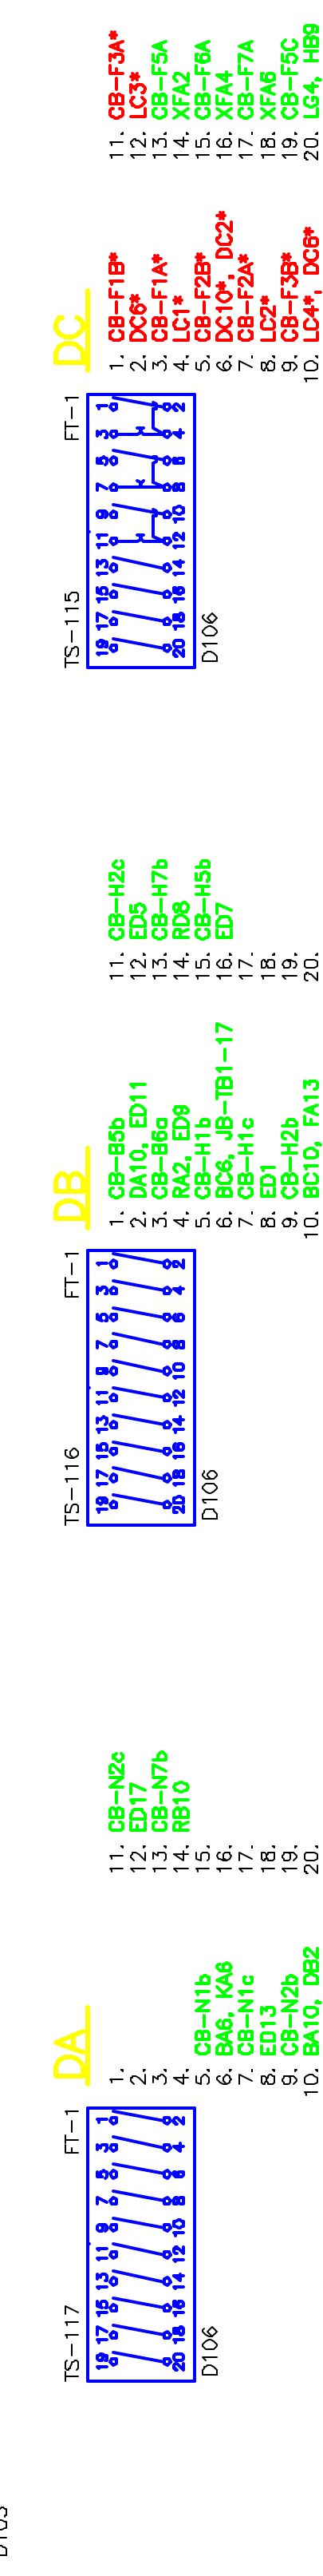 DC
TS-115 FT-1
1 3 5 7 9 11 13 15 17 19
2 4 6 8 10 12 14 16 18 20
D106
1. CB-F1B*
2. DC6*
3. CB-F1A*
4. LC1*
5. CB-F2B*
6. DC10*, DC2*
7. CB-F2A*
8. LC2*
9. CB-F3B*
10. LC4*, DC6*
11. CB-F3A*
12. LC3*
13. CB-F5A
14. XFA2
15. CB-F6A
16. XFA4
17. CB-F7A
18. XFA6
19. CB-F5C
20. LG4, HB9
DB
TS-116 FT-1
1 3 5 7 9 11 13 15 17 19
2 4 6 8 10 12 14 16 18 20
D106
1. CB-B5b
2. DA10, ED11
3. CB-B6a
4. RA2, ED9
5. CB-H1b
6. BC6, JB-TB1-17
7. CB-H1c
8. ED1
9. CB-H2b
10. BC10, FA13
11. CB-H2c
12. ED5
13. CB-H7b
14. RD8
15. CB-H5b
16. ED7
17.
18.
19.
20.
DA
TS-117 FT-1
1 3 5 7 9 11 13 15 17 19
2 4 6 8 10 12 14 16 18 20
D106
1.
2.
3.
4.
5. CB-N1b
6. BA6, KA8
7. CB-N1c
8. ED13
9. CB-N2b
10. BA10, DB2
11. CB-N2c
12. ED17
13. CB-N7b
14. RB10
15.
16.
17.
18.
19.
20.